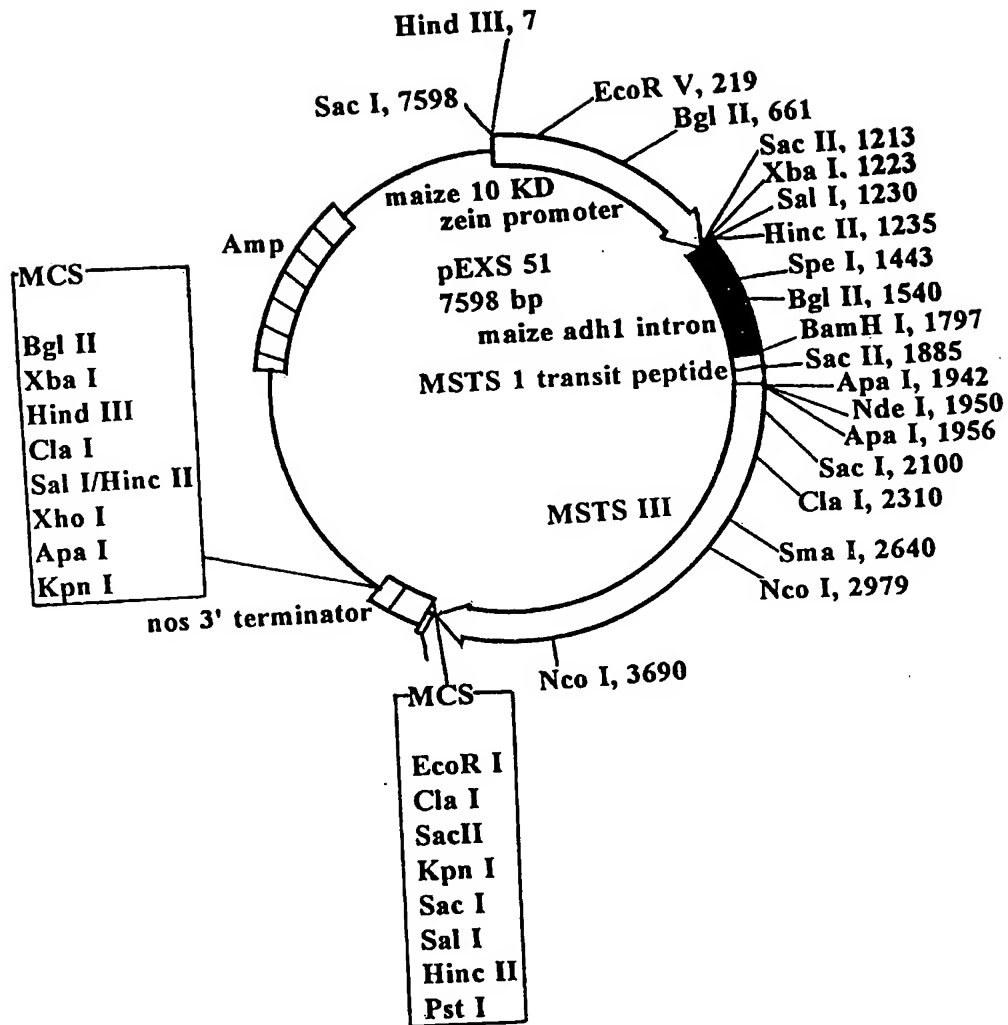 Hind III, 7
Sac I, 7598
EcoR V, 219
Bgl II, 661
Sac II, 1213
Xba I, 1223
Sal I, 1230
Hinc II, 1235
Spe I, 1443
Bgl II, 1540
BamH I, 1797
Sac II, 1885
Apa I, 1942
Nde I, 1950
Apa I, 1956
Sac I, 2100
Cla I, 2310
Sma I, 2640
Nco I, 2979
Nco I, 3690
maize 10 KD
zein promoter
Amp
pEXS 51
7598 bp
maize adh1 intron
MSTS 1 transit peptide
MSTS III
nos 3' terminator
MCS
Bgl II
Xba I
Hind III
Cla I
Sal I/Hinc II
Xho I
Apa I
Kpn I
MCS
EcoR I
Cla I
SacII
Kpn I
Sac I
Sal I
Hinc II
Pst I